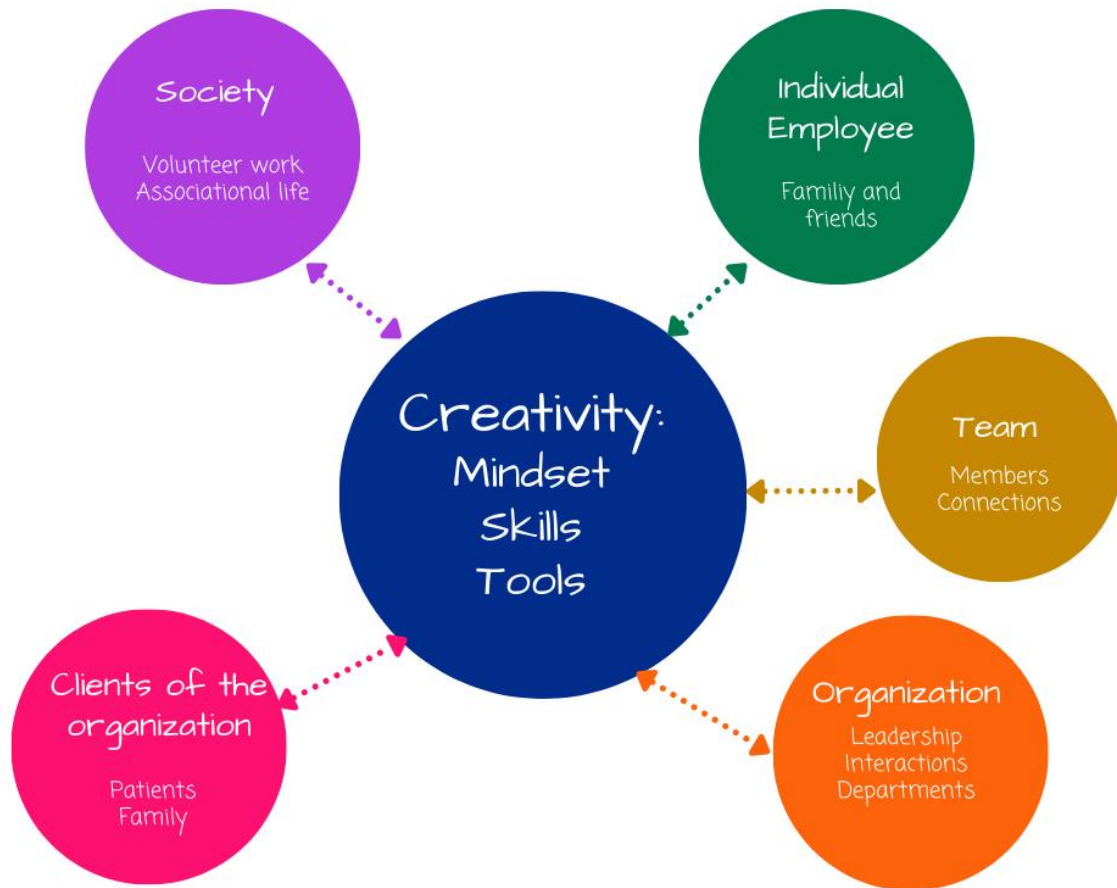 Society
Volunteer work
Associational life
Individual
Employee
Familiy and
friends
Creativity:
Mindset
Skills
Tools
Team
Members
Connections
Clients of the
organization
Patients
Family
Organization
Leadership
Interactions
Departments